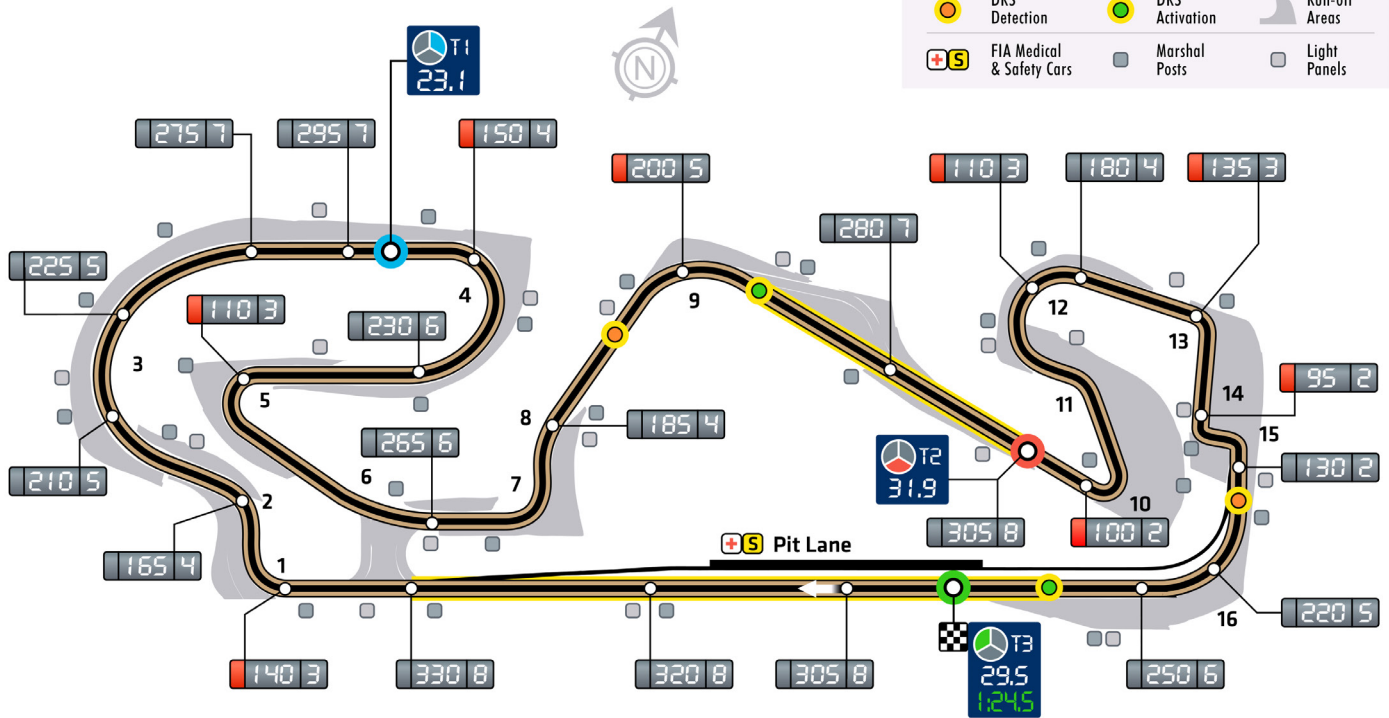 DRS
Detection
DRS
Activation
Run-off
Areas
+ S
FIA Medical
& Safety Cars
Marshal
Posts
Light
Panels
N
T1
23.1
275 7
295 7
150 4
200 5
110 3
180 4
135 3
280 7
225 5
110 3
230 6
4
9
12
13
3
5
8
185 4
11
14
95 2
15
265 6
T2
31.9
130 2
210 5
6
7
2
10
305 8
100 2
+ S Pit Lane
165 4
1
16
220 5
T3
29.5
1:24.5
140 3
330 8
320 8
305 8
250 6